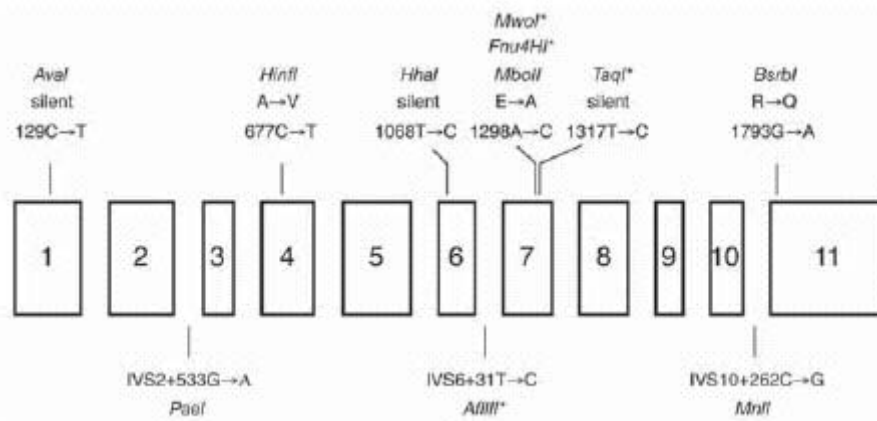 MwoI*
Fnu4HI*
AvaI HinfI HhaI MboII TaqI* BsrbI
silent A→V silent E→A silent R→Q
129C→T 677C→T 1068T→C 1298A→C 1317T→C 1793G→A
1 2 3 4 5 6 7 8 9 10 11
IVS2+533G→A IVS6+31T→C IVS10+262C→G
PaeI AflIII* MnlI